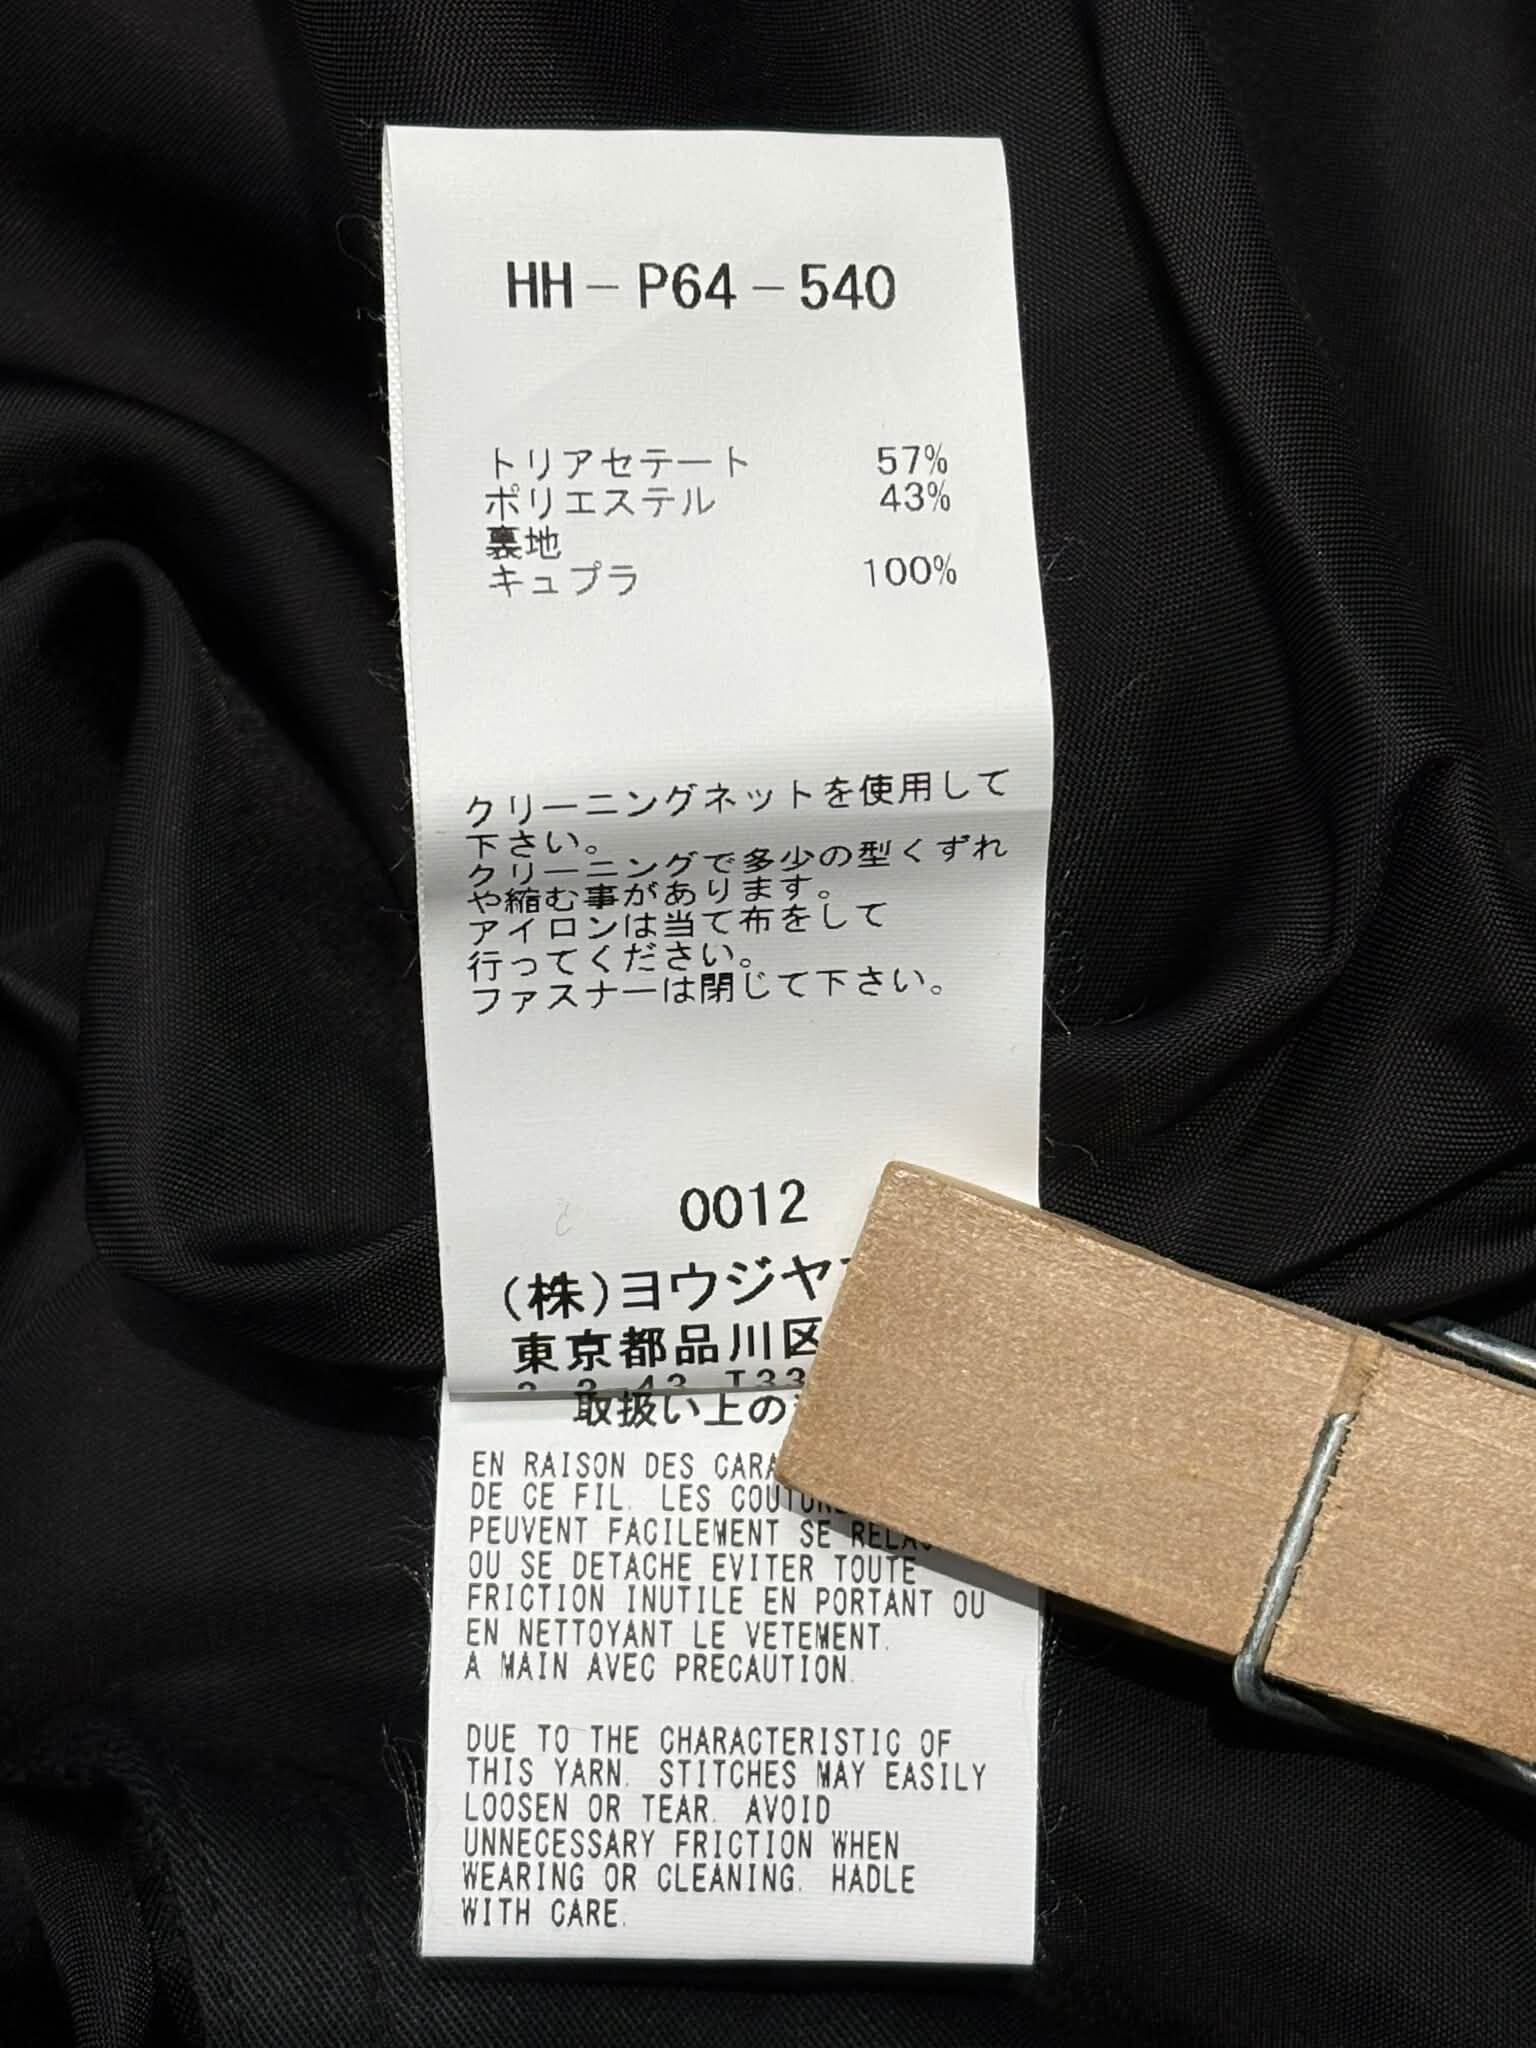 HH-P64-540
トリアセテート 57%
ポリエステル 43%
裏地
キュプラ 100%
クリーニングネットを使用して
下さい。
クリーニングで多少の型くずれ
や縮む事があります。
アイロンは当て布をして
行ってください。
ファスナーは閉じて下さい。
0012
(株)ヨウジヤ
東京都品川区
取扱い上の
EN RAISON DES
DE CE FIL. LES
PEUVENT FACILEMENT SE
OU SE DETACHE EVITER TOUTE
FRICTION INUTILE EN PORTANT OU
EN NETTOYANT LE VETEMENT.
A MAIN AVEC PRECAUTION.
DUE TO THE CHARACTERISTIC OF
THIS YARN. STITCHES MAY EASILY
LOOSEN OR TEAR. AVOID
UNNECESSARY FRICTION WHEN
WEARING OR CLEANING. HADLE
WITH CARE.